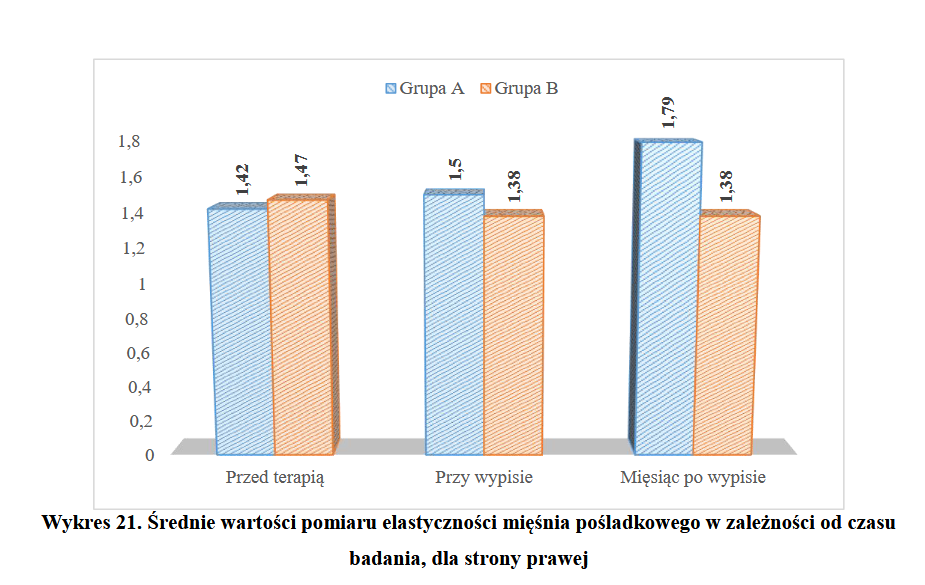 Grupa A Grupa B
1,42 1,47 1,5 1,38 1,79 1,38
1,8
1,6
1,4
1,2
1
0,8
0,6
0,4
0,2
0
Przed terapią Przy wypisie Mięsiąc po wypisie
Wykres 21. Średnie wartości pomiaru elastyczności mięśnia pośladkowego w zależności od czasu
badania, dla strony prawej